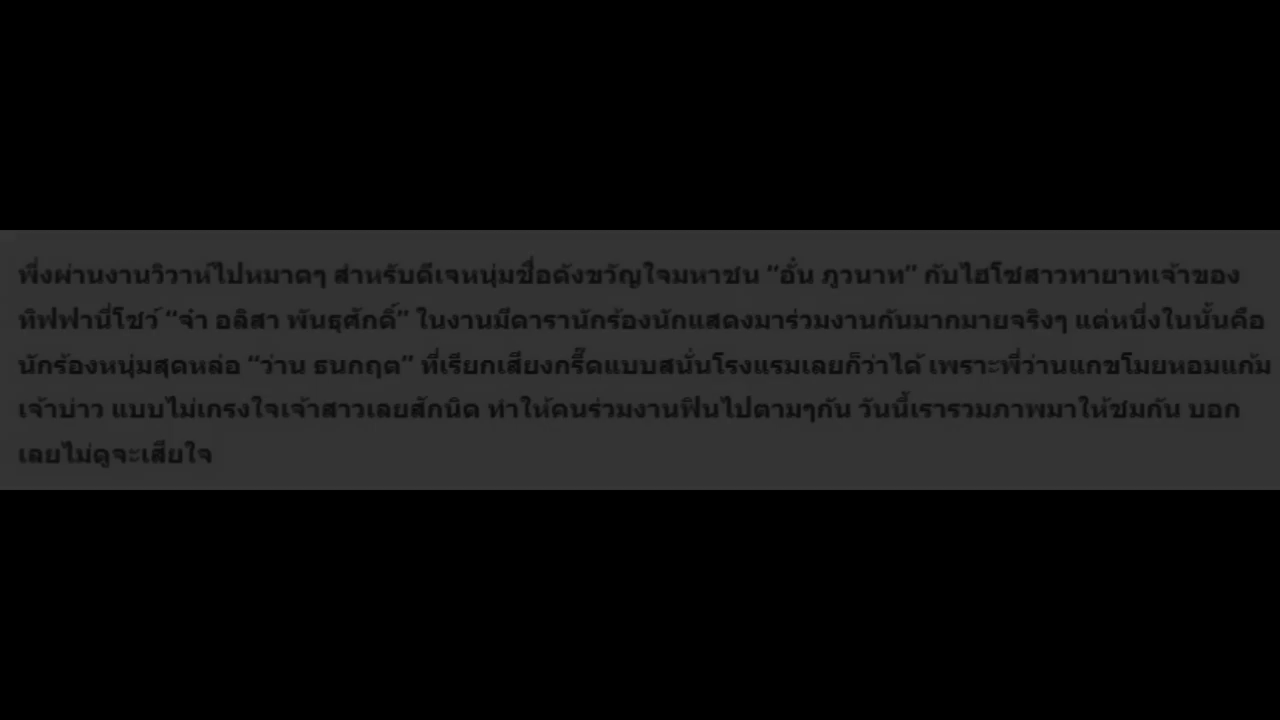 พึ่งผ่านงานวิวาห์ไปหมาดๆ สำหรับดีเจหนุ่มชื่อดังขวัญใจมหาชน “อั๋น ภูวนาท” กับไฮโซสาวทายาทเจ้าของ
ทิฟฟานี่โชว์ “จ๋า อลิสา พันธุศักดิ์” ในงานมีดารานักร้องนักแสดงมาร่วมงานกันมากมายจริงๆ แต่หนึ่งในนั้นคือ
นักร้องหนุ่มสุดหล่อ “ว่าน ธนกฤต” ที่เรียกเสียงกรี๊ดแบบสนั่นโรงแรมเลยก็ว่าได้ เพราะพี่ว่านแกขโมยหอมแก้ม
เจ้าบ่าว แบบไม่เกรงใจเจ้าสาวเลยสักนิด ทำให้คนร่วมงานฟินไปตามๆกัน วันนี้เรารวมภาพมาให้ชมกัน บอก
เลยไม่ดูจะเสียใจ